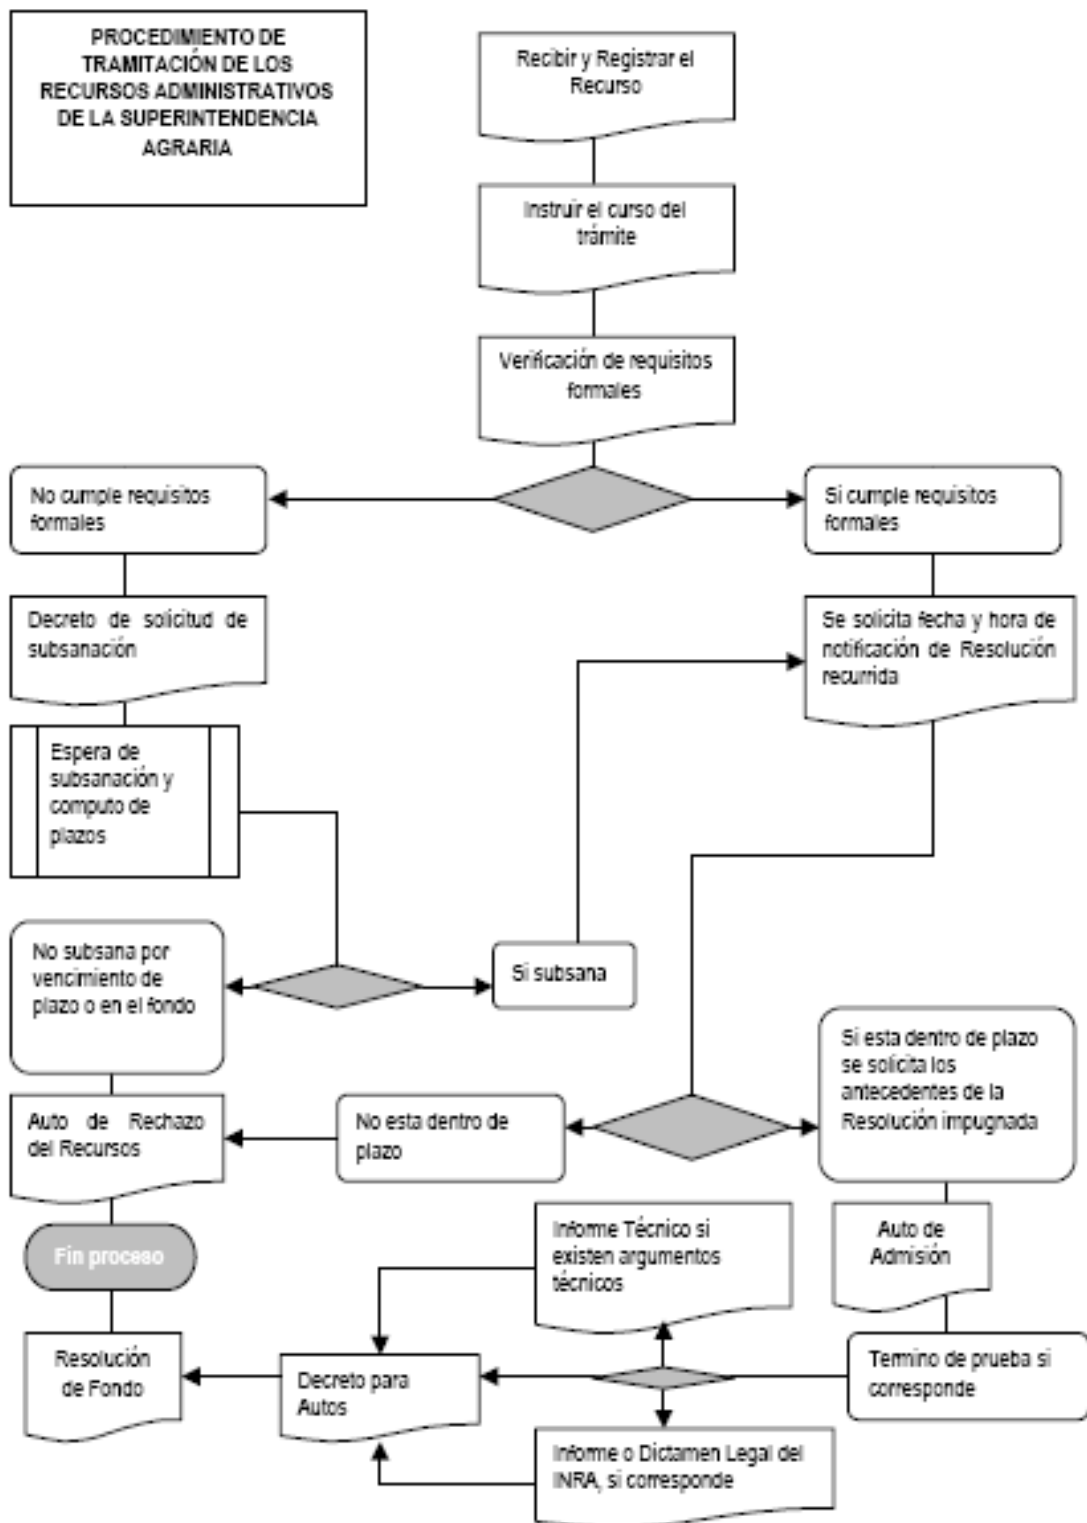 PROCEDIMIENTO DE
TRAMITACIÓN DE LOS
RECURSOS ADMINISTRATIVOS
DE LA SUPERINTENDENCIA
AGRARIA
Recibir y Registrar el
Recurso
Instruir el curso del
trámite
Verificación de requisitos
formales
No cumple requisitos
formales
Si cumple requisitos
formales
Decreto de solicitud de
subsanación
Se solicita fecha y hora de
notificación de Resolución
recurrida
Espera de
subsanación y
computo de
plazos
No subsana por
vencimiento de
plazo o en el fondo
Si subsana
Si esta dentro de plazo
se solicita los
antecedentes de la
Resolución impugnada
Auto de Rechazo
del Recursos
No esta dentro de
plazo
Fin proceso
Informe Técnico si
existen argumentos
técnicos
Auto de
Admisión
Resolución
de Fondo
Decreto para
Autos
Termino de prueba si
corresponde
Informe o Dictamen Legal del
INRA, si corresponde